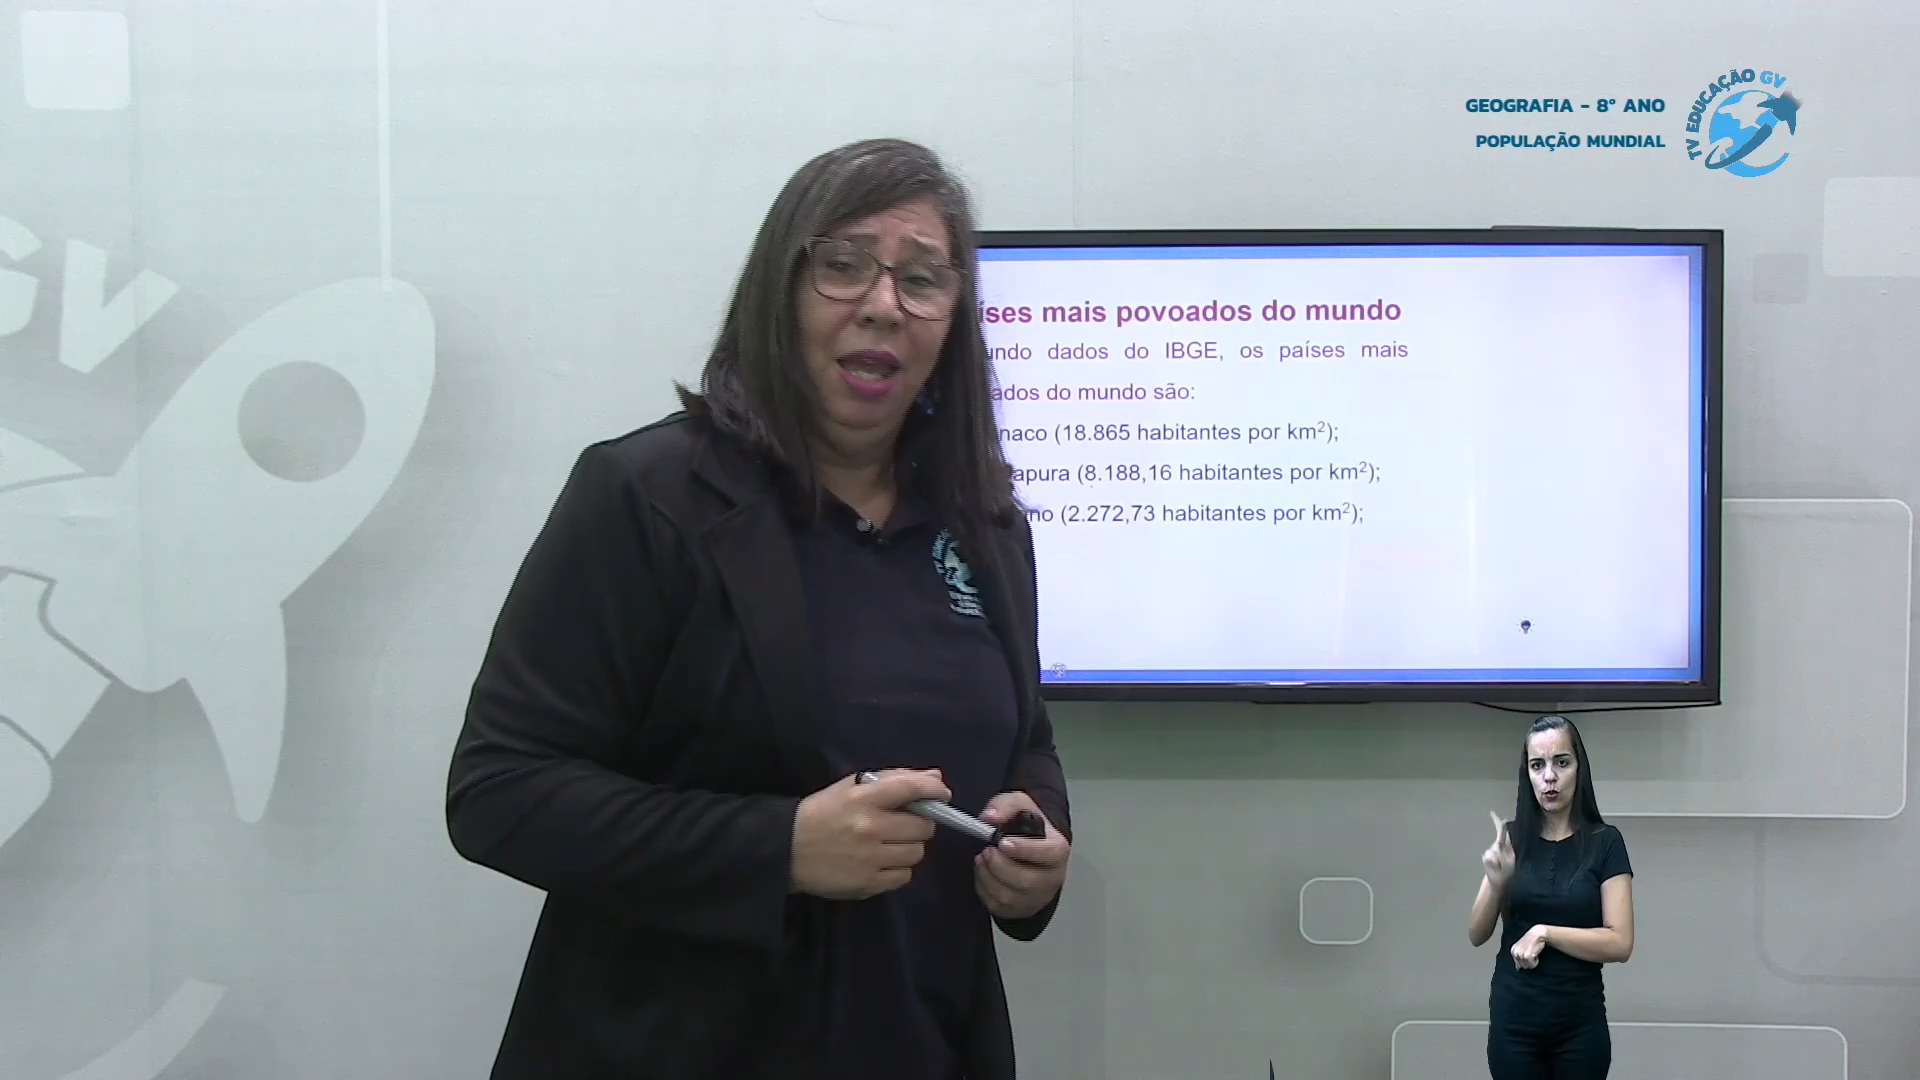 GEOGRAFIA - 8º ANO
POPULAÇÃO MUNDIAL
TV EDUCAÇÃO GV
GV
íses mais povoados do mundo
undo dados do IBGE, os países mais
ados do mundo são:
naco (18.865 habitantes por km²);
apura (8.188,16 habitantes por km²);
no (2.272,73 habitantes por km²);